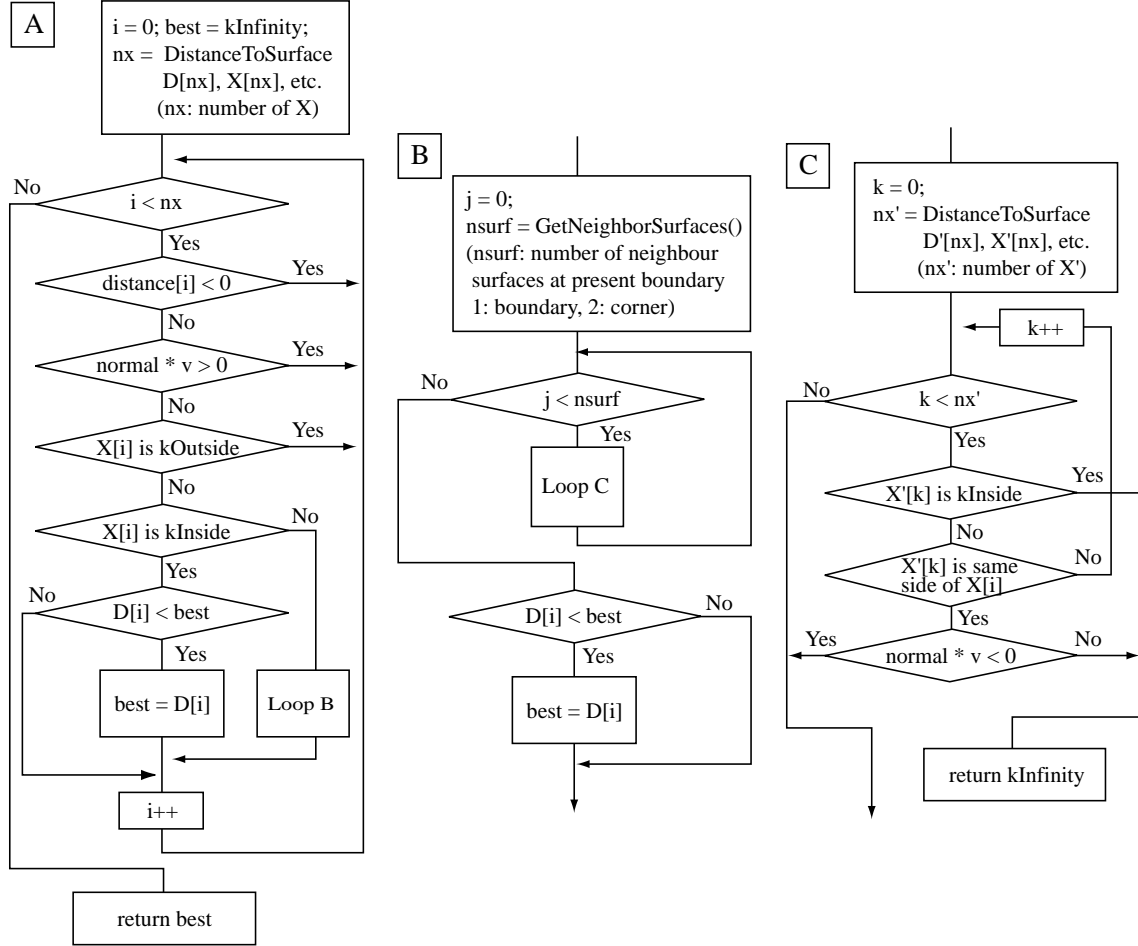 A
i = 0; best = kInfinity;
nx = DistanceToSurface
D[nx], X[nx], etc.
(nx: number of X)
No
i < nx
Yes
distance[i] < 0
Yes
No
normal * v > 0
Yes
No
X[i] is kOutside
Yes
No
X[i] is kInside
No
Yes
No
D[i] < best
Yes
best = D[i]
Loop B
i++
return best
B
j = 0;
nsurf = GetNeighborSurfaces()
(nsurf: number of neighbour
surfaces at present boundary
1: boundary, 2: corner)
No
j < nsurf
Yes
Loop C
D[i] < best
No
Yes
best = D[i]
C
k = 0;
nx' = DistanceToSurface
D'[nx], X'[nx], etc.
(nx': number of X')
k++
No
k < nx'
Yes
X'[k] is kInside
Yes
No
X'[k] is same
side of X[i]
No
Yes
Yes
normal * v < 0
No
return kInfinity